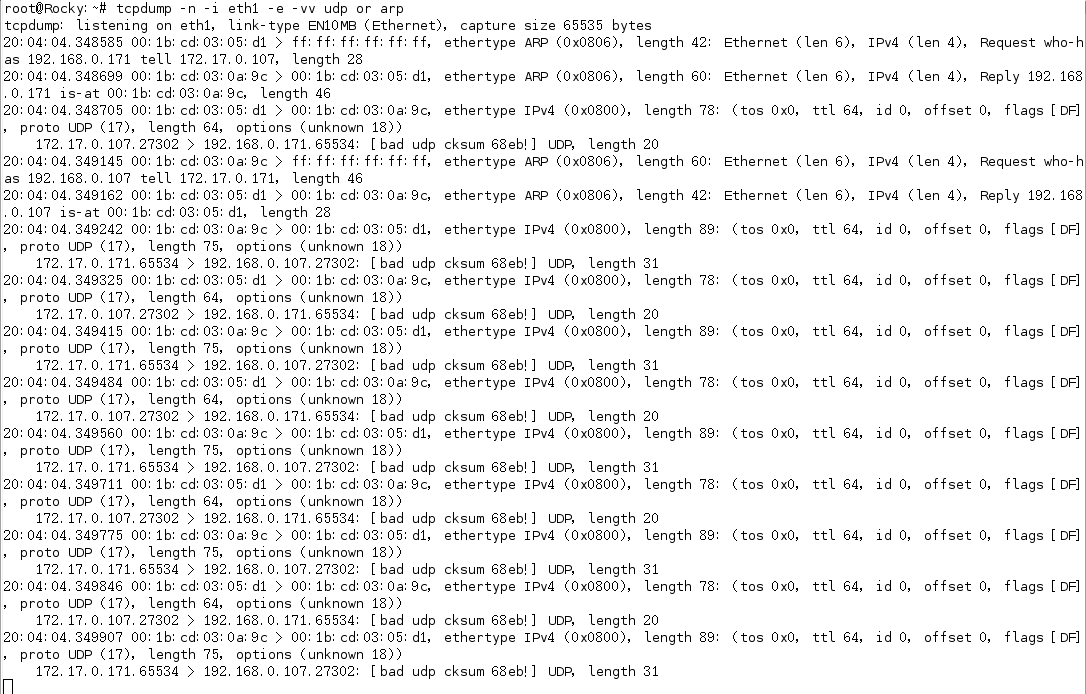 root@Rocky:~# tcpdump -n -i eth1 -e -vv udp or arp
tcpdump: listening on eth1, link-type EN10MB (Ethernet), capture size 65535 bytes
20:04:04.348585 00:1b:cd:03:05:d1 > ff:ff:ff:ff:ff:ff, ethertype ARP (0x0806), length 42: Ethernet (len 6), IPv4 (len 4), Request who-h
as 192.168.0.171 tell 172.17.0.107, length 28
20:04:04.348699 00:1b:cd:03:0a:9c > 00:1b:cd:03:05:d1, ethertype ARP (0x0806), length 60: Ethernet (len 6), IPv4 (len 4), Reply 192.168
.0.171 is-at 00:1b:cd:03:0a:9c, length 46
20:04:04.348705 00:1b:cd:03:05:d1 > 00:1b:cd:03:0a:9c, ethertype IPv4 (0x0800), length 78: (tos 0x0, ttl 64, id 0, offset 0, flags [DF]
, proto UDP (17), length 64, options (unknown 18))
172.17.0.107.27302 > 192.168.0.171.65534: [bad udp cksum 68eb!] UDP, length 20
20:04:04.349145 00:1b:cd:03:0a:9c > ff:ff:ff:ff:ff:ff, ethertype ARP (0x0806), length 60: Ethernet (len 6), IPv4 (len 4), Request who-h
as 192.168.0.107 tell 172.17.0.171, length 46
20:04:04.349162 00:1b:cd:03:05:d1 > 00:1b:cd:03:0a:9c, ethertype ARP (0x0806), length 42: Ethernet (len 6), IPv4 (len 4), Reply 192.168
.0.107 is-at 00:1b:cd:03:05:d1, length 28
20:04:04.349242 00:1b:cd:03:0a:9c > 00:1b:cd:03:05:d1, ethertype IPv4 (0x0800), length 89: (tos 0x0, ttl 64, id 0, offset 0, flags [DF]
, proto UDP (17), length 75, options (unknown 18))
172.17.0.171.65534 > 192.168.0.107.27302: [bad udp cksum 68eb!] UDP, length 31
20:04:04.349325 00:1b:cd:03:05:d1 > 00:1b:cd:03:0a:9c, ethertype IPv4 (0x0800), length 78: (tos 0x0, ttl 64, id 0, offset 0, flags [DF]
, proto UDP (17), length 64, options (unknown 18))
172.17.0.107.27302 > 192.168.0.171.65534: [bad udp cksum 68eb!] UDP, length 20
20:04:04.349415 00:1b:cd:03:0a:9c > 00:1b:cd:03:05:d1, ethertype IPv4 (0x0800), length 89: (tos 0x0, ttl 64, id 0, offset 0, flags [DF]
, proto UDP (17), length 75, options (unknown 18))
172.17.0.171.65534 > 192.168.0.107.27302: [bad udp cksum 68eb!] UDP, length 31
20:04:04.349484 00:1b:cd:03:05:d1 > 00:1b:cd:03:0a:9c, ethertype IPv4 (0x0800), length 78: (tos 0x0, ttl 64, id 0, offset 0, flags [DF]
, proto UDP (17), length 64, options (unknown 18))
172.17.0.107.27302 > 192.168.0.171.65534: [bad udp cksum 68eb!] UDP, length 20
20:04:04.349560 00:1b:cd:03:0a:9c > 00:1b:cd:03:05:d1, ethertype IPv4 (0x0800), length 89: (tos 0x0, ttl 64, id 0, offset 0, flags [DF]
, proto UDP (17), length 75, options (unknown 18))
172.17.0.171.65534 > 192.168.0.107.27302: [bad udp cksum 68eb!] UDP, length 31
20:04:04.349711 00:1b:cd:03:05:d1 > 00:1b:cd:03:0a:9c, ethertype IPv4 (0x0800), length 78: (tos 0x0, ttl 64, id 0, offset 0, flags [DF]
, proto UDP (17), length 64, options (unknown 18))
172.17.0.107.27302 > 192.168.0.171.65534: [bad udp cksum 68eb!] UDP, length 20
20:04:04.349775 00:1b:cd:03:0a:9c > 00:1b:cd:03:05:d1, ethertype IPv4 (0x0800), length 89: (tos 0x0, ttl 64, id 0, offset 0, flags [DF]
, proto UDP (17), length 75, options (unknown 18))
172.17.0.171.65534 > 192.168.0.107.27302: [bad udp cksum 68eb!] UDP, length 31
20:04:04.349846 00:1b:cd:03:05:d1 > 00:1b:cd:03:0a:9c, ethertype IPv4 (0x0800), length 78: (tos 0x0, ttl 64, id 0, offset 0, flags [DF]
, proto UDP (17), length 64, options (unknown 18))
172.17.0.107.27302 > 192.168.0.171.65534: [bad udp cksum 68eb!] UDP, length 20
20:04:04.349907 00:1b:cd:03:0a:9c > 00:1b:cd:03:05:d1, ethertype IPv4 (0x0800), length 89: (tos 0x0, ttl 64, id 0, offset 0, flags [DF]
, proto UDP (17), length 75, options (unknown 18))
172.17.0.171.65534 > 192.168.0.107.27302: [bad udp cksum 68eb!] UDP, length 31